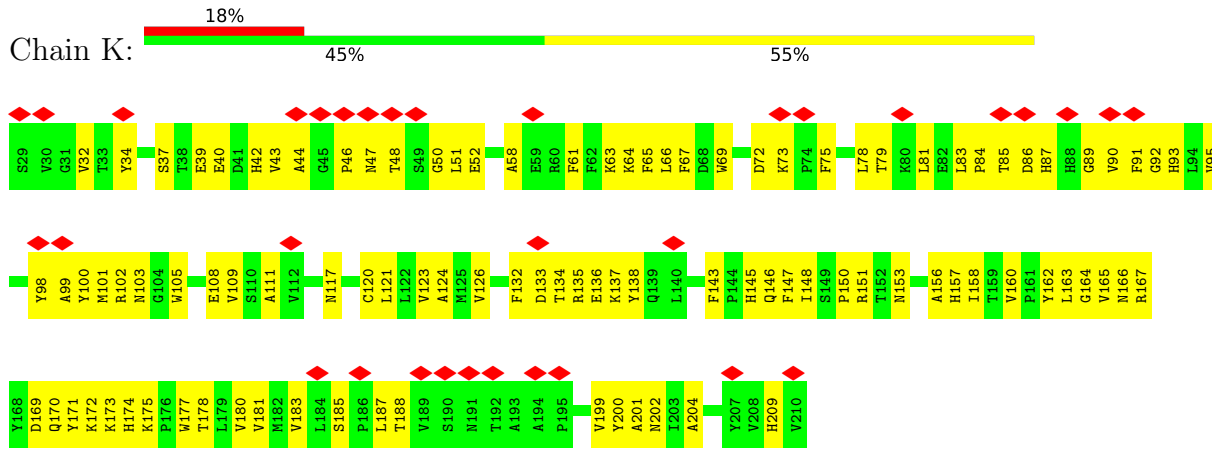 18%
Chain K:
45% 55%
S29 V30 G31 V32 T33 Y34 S37 T38 E39 E40 D41 H42 V43 A44 G45 P46 N47 T48 S49 G50 L51 E52 A58 E59 R60 F61 F62 K63 K64 F65 L66 F67 D68 W69 D72 K73 P74 F75 L78 T79 K80 L81 E82 L83 P84 T85 D86 H87 H88 G89 V90 F91 G92 H93 L94 V95
Y98 A99 Y100 M101 R102 N103 G104 W105 E108 V109 S110 A111 V112 N117 C120 L121 L122 V123 A124 M125 V126 F132 D133 T134 R135 E136 K137 Y138 Q139 L140 F143 P144 H145 Q146 F147 I148 S149 P150 R151 T152 N153 A156 H157 I158 T159 V160 P161 Y162 L163 G164 V165 N166 R167
Y168 D169 Q170 Y171 K172 K173 H174 K175 P176 W177 T178 L179 V180 V181 M182 V183 L184 S185 P186 L187 T188 V189 S190 N191 T192 A193 A194 P195 V199 Y200 A201 N202 I203 A204 Y207 V208 H209 V210